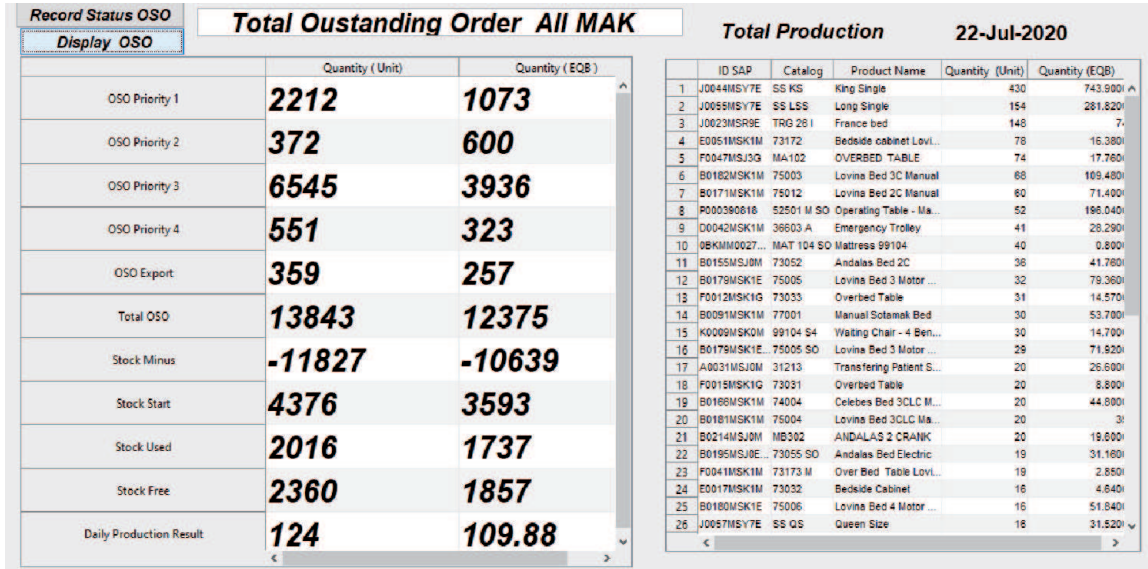 Record Status OSO
Display OSO
Total Oustanding Order All MAK
Total Production 22-Jul-2020
Quantity ( Unit) Quantity ( EQB )
OSO Priority 1 2212 1073
OSO Priority 2 372 600
OSO Priority 3 6545 3936
OSO Priority 4 551 323
OSO Export 359 257
Total OSO 13843 12375
Stock Minus -11827 -10639
Stock Start 4376 3593
Stock Used 2016 1737
Stock Free 2360 1857
Daily Production Result 124 109.88
ID SAP Catalog Product Name Quantity (Unit) Quantity (EQB)
1 J0044MSY7E SS KS King Single 430 743.900
2 J0055MSY7E SS LSS Long Single 154 281.820
3 J0023MSR9E TRG 28 I France bed 148
4 E0051MSK1M 73172 Bedside cabinet Lovi... 78 16.380
5 F0047MSJ3G MA102 OVERBED TABLE 74 17.760
6 B0182MSK1M 75003 Lovina Bed 3C Manual 68 109.480
7 B0171MSK1M 75012 Lovina Bed 2C Manual 60 71.400
8 P000390818 52501 M SO Operating Table - Ma... 52 196.040
9 D0042MSK1M 36603 A Emergency Trolley 41 28.290
10 0BKMM0027... MAT 104 SO Mattress 99104 40 0.800
11 B0155MSJ0M 73052 Andalas Bed 2C 36 41.760
12 B0179MSK1E 75005 Lovina Bed 3 Motor ... 32 79.360
13 F0012MSK1G 73033 Overbed Table 31 14.570
14 B0091MSK1M 77001 Manual Sotamak Bed 30 53.700
15 K0009MSK0M 99104 S4 Waiting Chair - 4 Ben... 30 14.700
16 B0179MSK1E... 75005 SO Lovina Bed 3 Motor ... 29 71.920
17 A0031MSJ0M 31213 Transfering Patient S... 20 26.600
18 F0015MSK1G 73031 Overbed Table 20 8.800
19 B0166MSK1M 74004 Celebes Bed 3CLC M... 20 44.800
20 B0181MSK1M 75004 Lovina Bed 3CLC Ma... 20
21 B0214MSJ0M MB302 ANDALAS 2 CRANK 20 19.600
22 B0195MSJ0E... 73055 SO Andalas Bed Electric 19 31.160
23 F0041MSK1M 73173 M Over Bed Table Lovi... 19 2.850
24 E0017MSK1M 73032 Bedside Cabinet 16 4.640
25 B0180MSK1E 75006 Lovina Bed 4 Motor ... 16 51.840
26 J0057MSY7E SS QS Queen Size 16 31.520